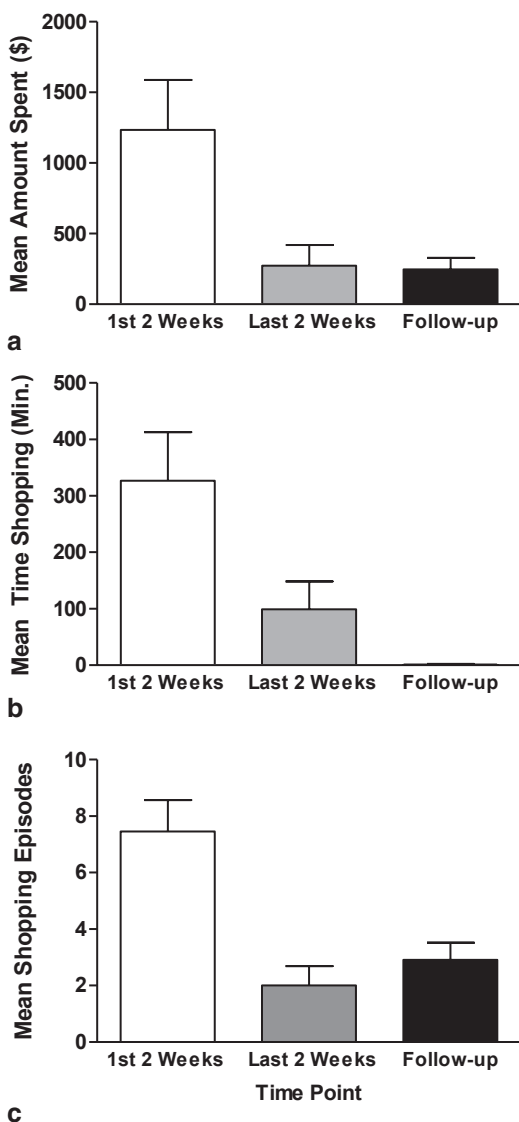 Mean Amount Spent ($)
2000
1500
1000
500
0
1st 2 Weeks Last 2 Weeks Follow-up
a
Mean Time Shopping (Min.)
500
400
300
200
100
0
1st 2 Weeks Last 2 Weeks Follow-up
b
Mean Shopping Episodes
10
8
6
4
2
0
1st 2 Weeks Last 2 Weeks Follow-up
Time Point
c